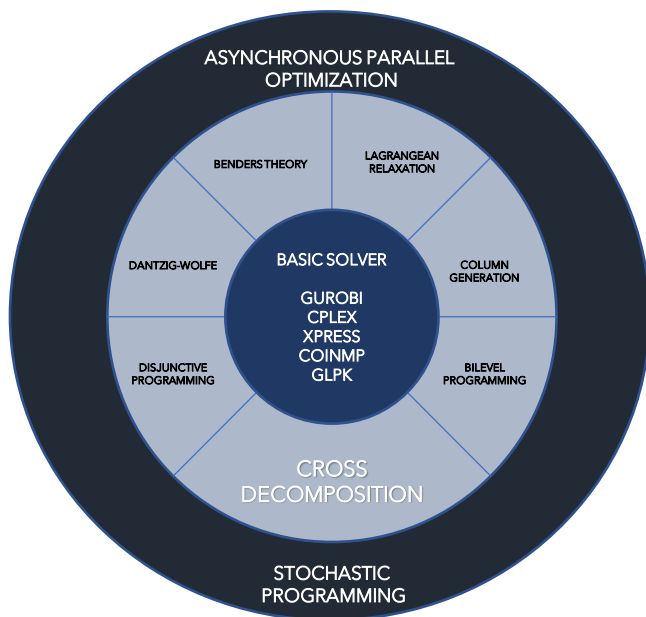 ASYNCHRONOUS PARALLEL
OPTIMIZATION
BENDERS THEORY
LAGRANGEAN
RELAXATION
DANTZIG-WOLFE
BASIC SOLVER
COLUMN
GENERATION
GUROBI
CPLEX
XPRESS
COINMP
GLPK
DISJUNCTIVE
PROGRAMMING
BILEVEL
PROGRAMMING
CROSS
DECOMPOSITION
STOCHASTIC
PROGRAMMING